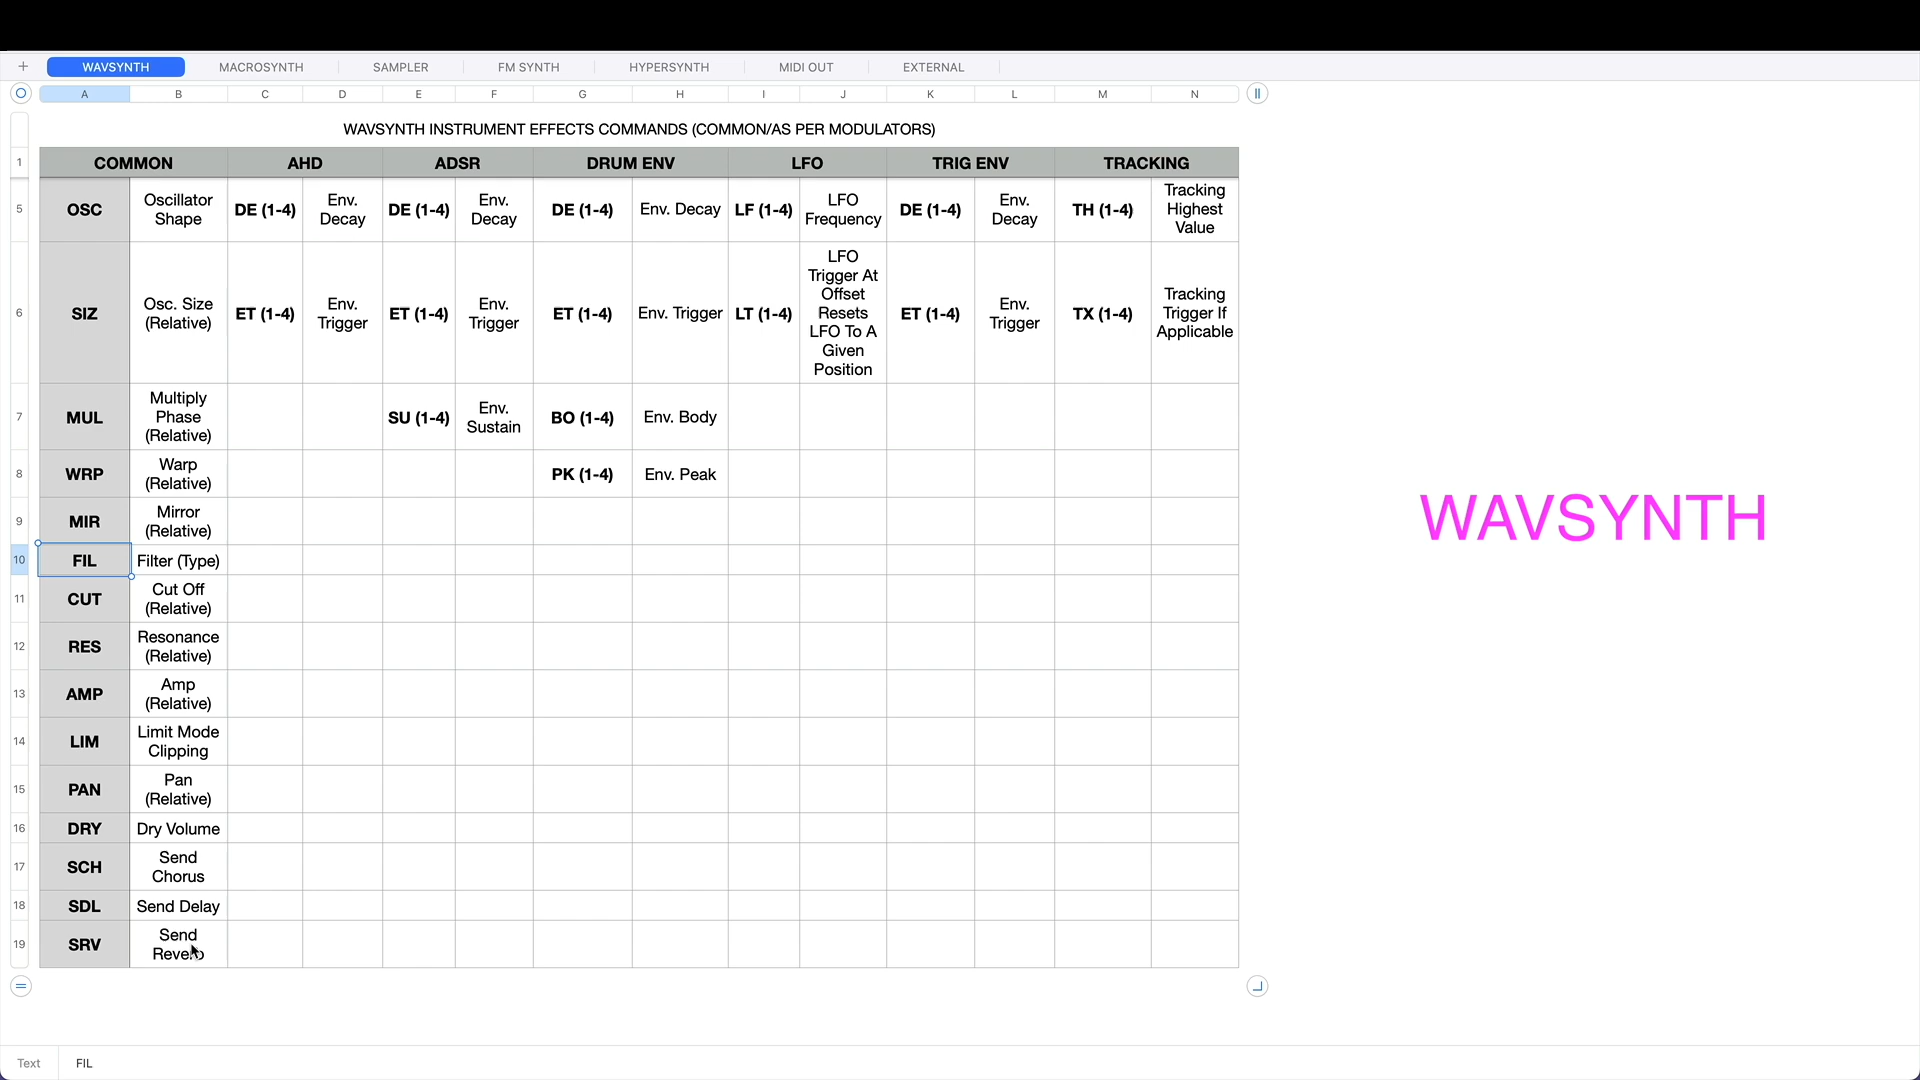 + WAVSYNTH MACROSYNTH SAMPLER FM SYNTH HYPERSYNTH MIDI OUT EXTERNAL
A B C D E F G H I J K L M N
WAVSYNTH INSTRUMENT EFFECTS COMMANDS (COMMON/AS PER MODULATORS)
1 COMMON AHD ADSR DRUM ENV LFO TRIG ENV TRACKING
5 OSC
Oscillator
Shape
DE (1-4)
Env.
Decay
DE (1-4)
Env.
Decay
DE (1-4) Env. Decay LF (1-4)
LFO
Frequency
DE (1-4)
Env.
Decay
TH (1-4)
Tracking
Highest
Value
6 SIZ
Osc. Size
(Relative)
ET (1-4)
Env.
Trigger
ET (1-4)
Env.
Trigger
ET (1-4) Env. Trigger LT (1-4)
LFO
Trigger At
Offset
Resets
LFO To A
Given
Position
ET (1-4)
Env.
Trigger
TX (1-4)
Tracking
Trigger If
Applicable
7 MUL
Multiply
Phase
(Relative)
SU (1-4)
Env.
Sustain
BO (1-4) Env. Body
8 WRP
Warp
(Relative)
PK (1-4) Env. Peak
9 MIR
Mirror
(Relative)
10 FIL Filter (Type)
11 CUT
Cut Off
(Relative)
12 RES
Resonance
(Relative)
13 AMP
Amp
(Relative)
14 LIM
Limit Mode
Clipping
15 PAN
Pan
(Relative)
16 DRY Dry Volume
17 SCH
Send
Chorus
18 SDL Send Delay
19 SRV
Send
Reverb
WAVSYNTH
Text FIL